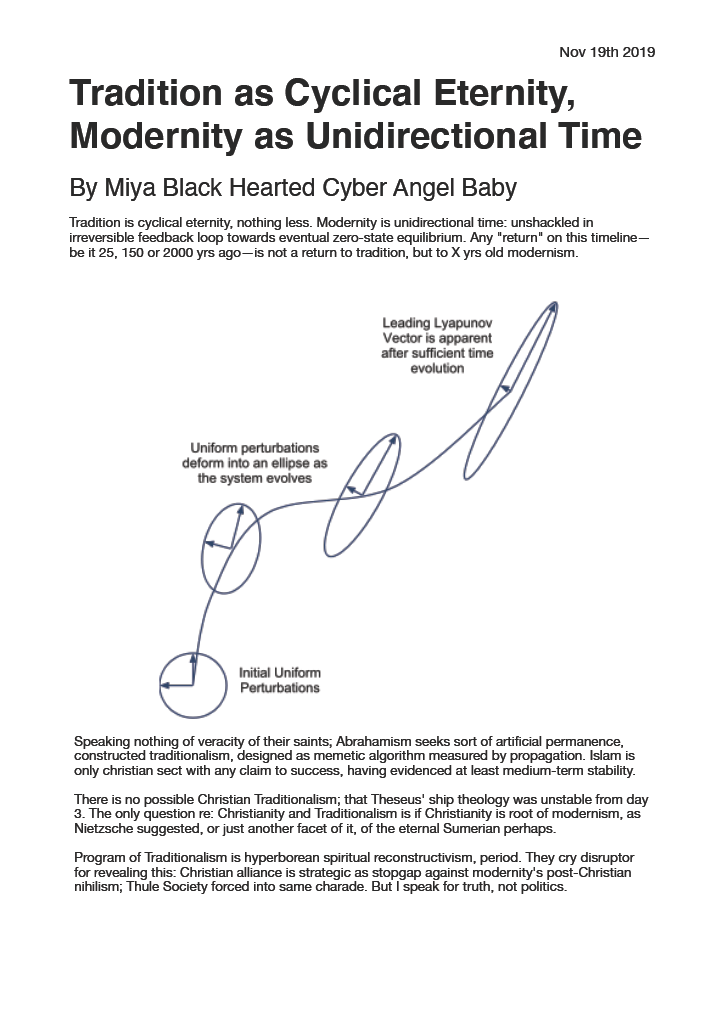 Nov 19th 2019
Tradition as Cyclical Eternity,
Modernity as Unidirectional Time
By Miya Black Hearted Cyber Angel Baby
Tradition is cyclical eternity, nothing less. Modernity is unidirectional time: unshackled in
irreversible feedback loop towards eventual zero-state equilibrium. Any "return" on this timeline—
be it 25, 150 or 2000 yrs ago—is not a return to tradition, but to X yrs old modernism.
Leading Lyapunov
Vector is apparent
after sufficient time
evolution
Uniform perturbations
deform into an ellipse as
the system evolves
Initial Uniform
Perturbations
Speaking nothing of veracity of their saints; Abrahamism seeks sort of artificial permanence,
constructed traditionalism, designed as memetic algorithm measured by propagation. Islam is
only christian sect with any claim to success, having evidenced at least medium-term stability.
There is no possible Christian Traditionalism; that Theseus' ship theology was unstable from day
3. The only question re: Christianity and Traditionalism is if Christianity is root of modernism, as
Nietzsche suggested, or just another facet of it, of the eternal Sumerian perhaps.
Program of Traditionalism is hyperborean spiritual reconstructivism, period. They cry disruptor
for revealing this: Christian alliance is strategic as stopgap against modernity's post-Christian
nihilism; Thule Society forced into same charade. But I speak for truth, not politics.